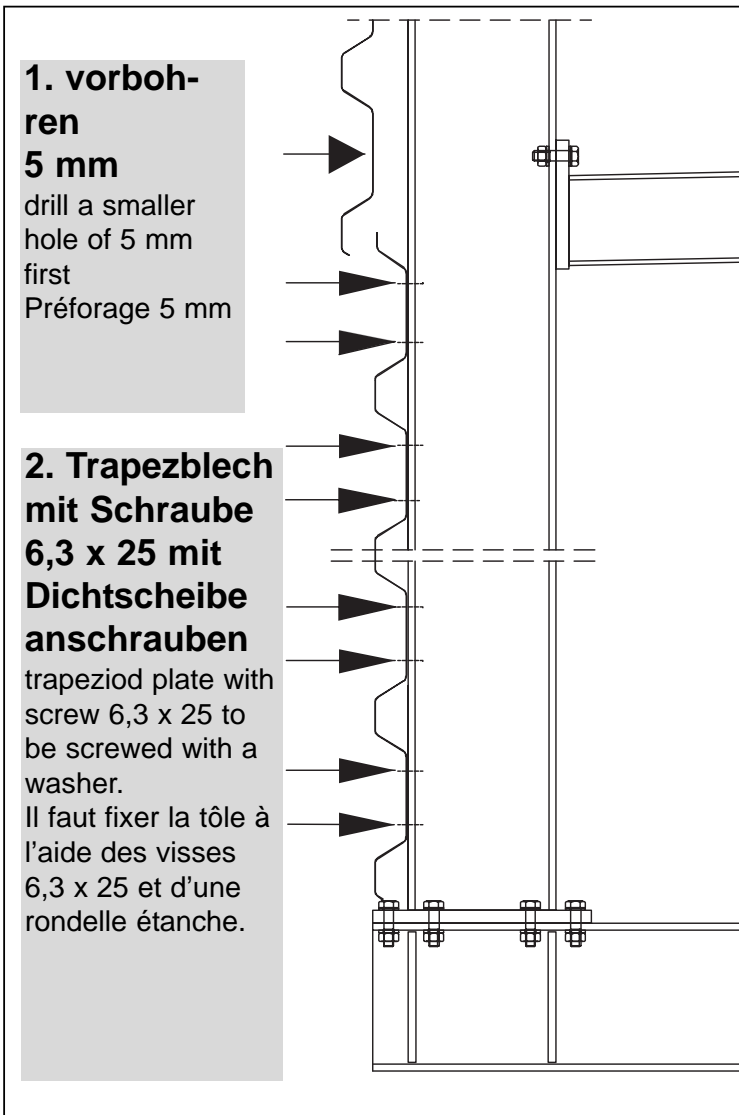 1. vorboh-
ren
5 mm
drill a smaller
hole of 5 mm
first
Préforage 5 mm
2. Trapezblech
mit Schraube
6,3 x 25 mit
Dichtscheibe
anschrauben
trapeziod plate with
screw 6,3 x 25 to
be screwed with a
washer.
Il faut fixer la tôle à
l'aide des visses
6,3 x 25 et d'une
rondelle étanche.